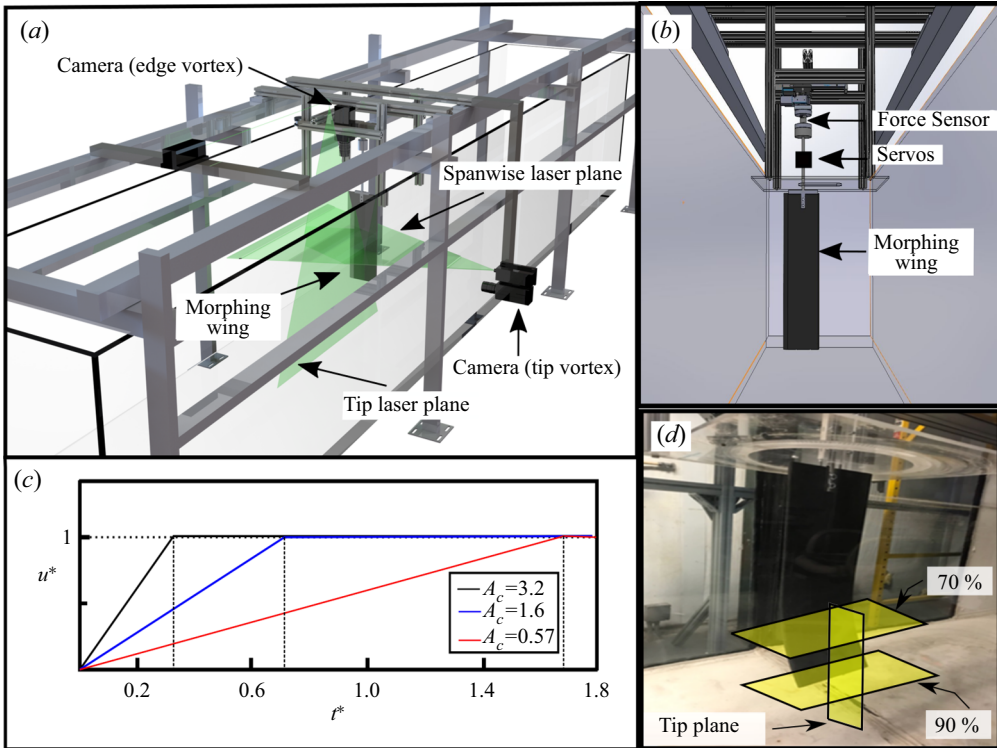 (a)
Camera (edge vortex)
Spanwise laser plane
Morphing
wing
Camera (tip vortex)
Tip laser plane
(b)
Force Sensor
Servos
Morphing
wing
(c)
1
u*
A_c=3.2
A_c=1.6
A_c=0.57
0.2 0.6 1.0 1.4 1.8
t*
(d)
70 %
Tip plane
90 %